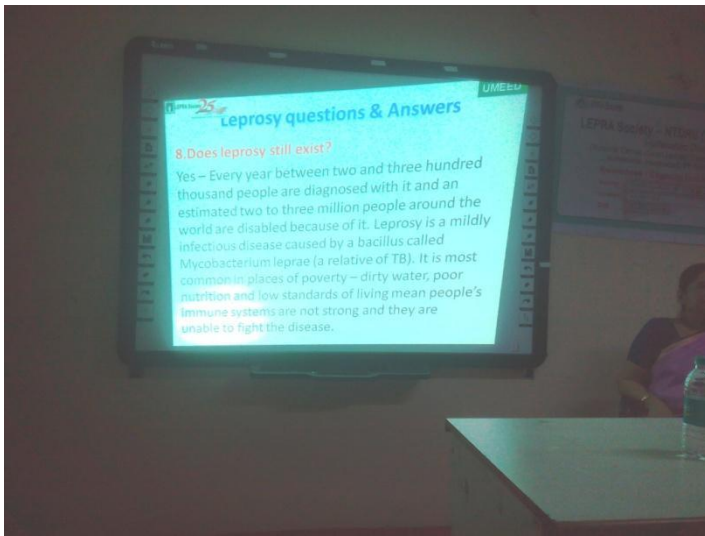 UMEED
LEPRA Society 25
Leprosy questions & Answers
8.Does leprosy still exist?
Yes – Every year between two and three hundred
thousand people are diagnosed with it and an
estimated two to three million people around the
world are disabled because of it. Leprosy is a mildly
infectious disease caused by a bacillus called
Mycobacterium leprae (a relative of TB). It is most
common in places of poverty – dirty water, poor
nutrition and low standards of living mean people's
immune systems are not strong and they are
unable to fight the disease.
LEPRA Society –